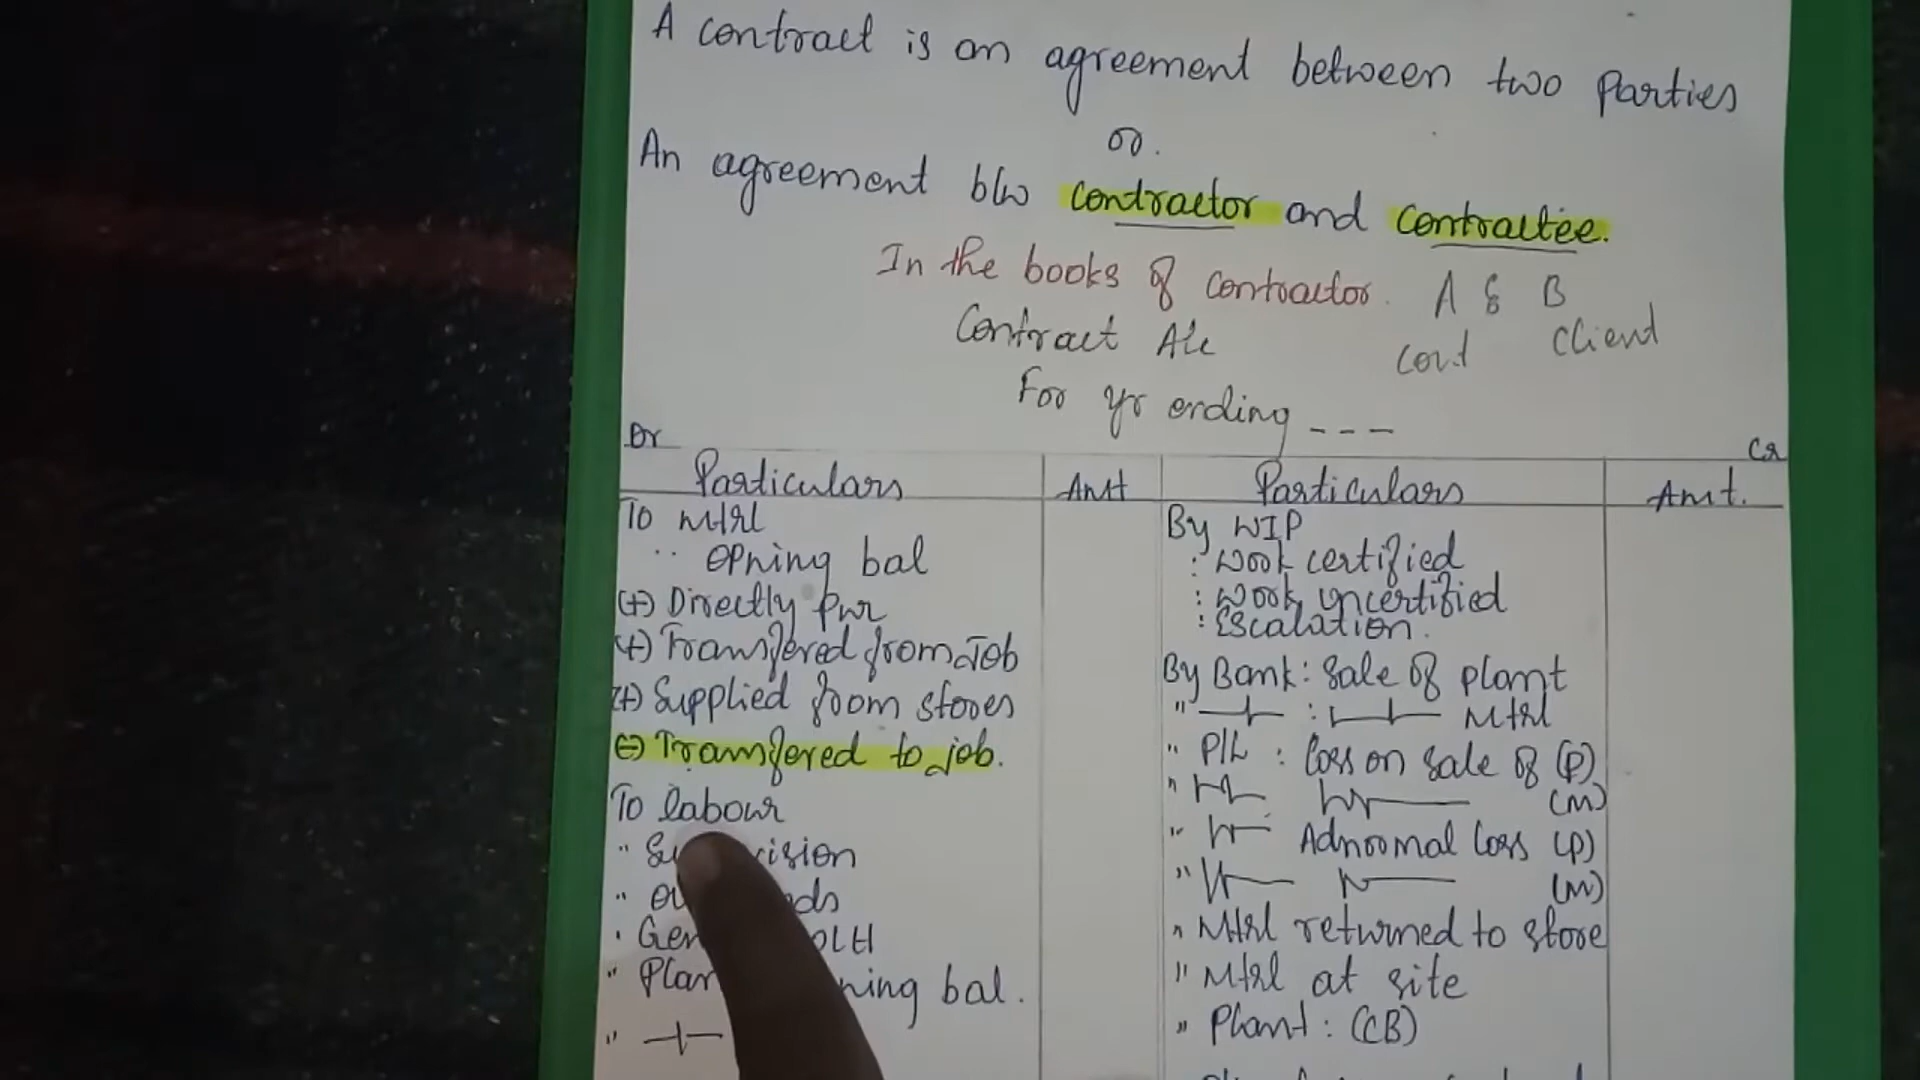 A contract is an agreement between two Parties
or.
An agreement b/w contractor and contractee.
In the books of contractor. A & B
Contract A/c Cont Client
For yr ending ---
Dr Cr
Particulars Amt Particulars Amt.
To Mtrl
" Opning bal
(+) Directly Pur
(+) Transfered from Job
(+) Supplied from stores
(-) Transfered to job.
To labour
"
"
"
" bal.
"
By WIP
: Work certified
: Work uncertified
: Escalation.
By Bank: Sale of plant
" : Mtrl
" P/L : loss on sale of (P)
" (M)
" Adnormal loss (P)
" (M)
" Mtrl returned to store
" Mtrl at site
" Plant: (CB)